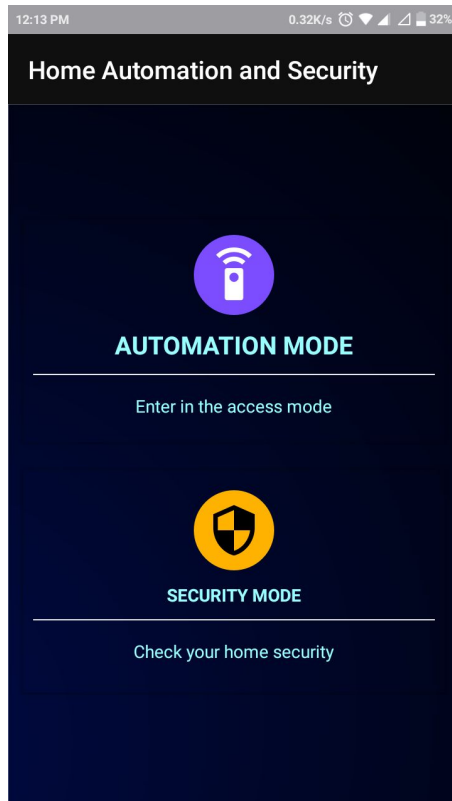 12:13 PM 0.32K/s 32%
Home Automation and Security
AUTOMATION MODE
Enter in the access mode
SECURITY MODE
Check your home security